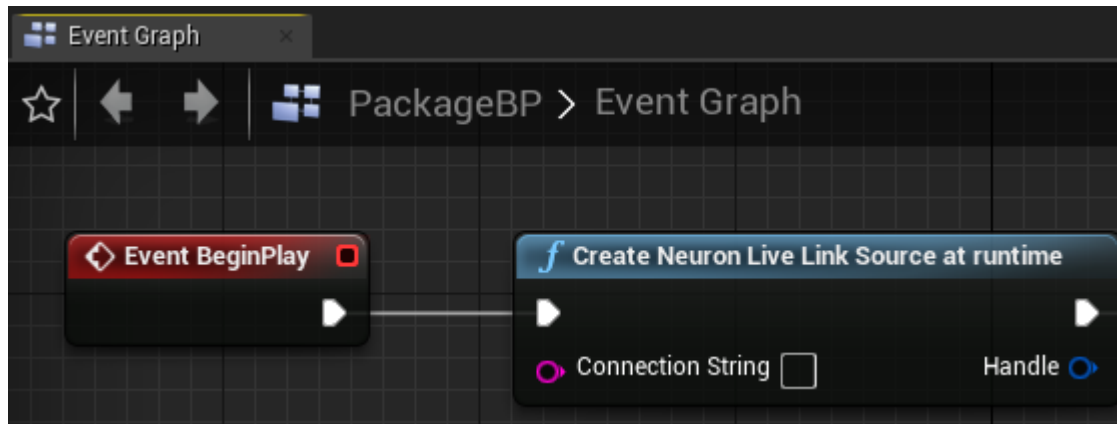 Event Graph
PackageBP > Event Graph
Event BeginPlay
f Create Neuron Live Link Source at runtime
Connection String
Handle